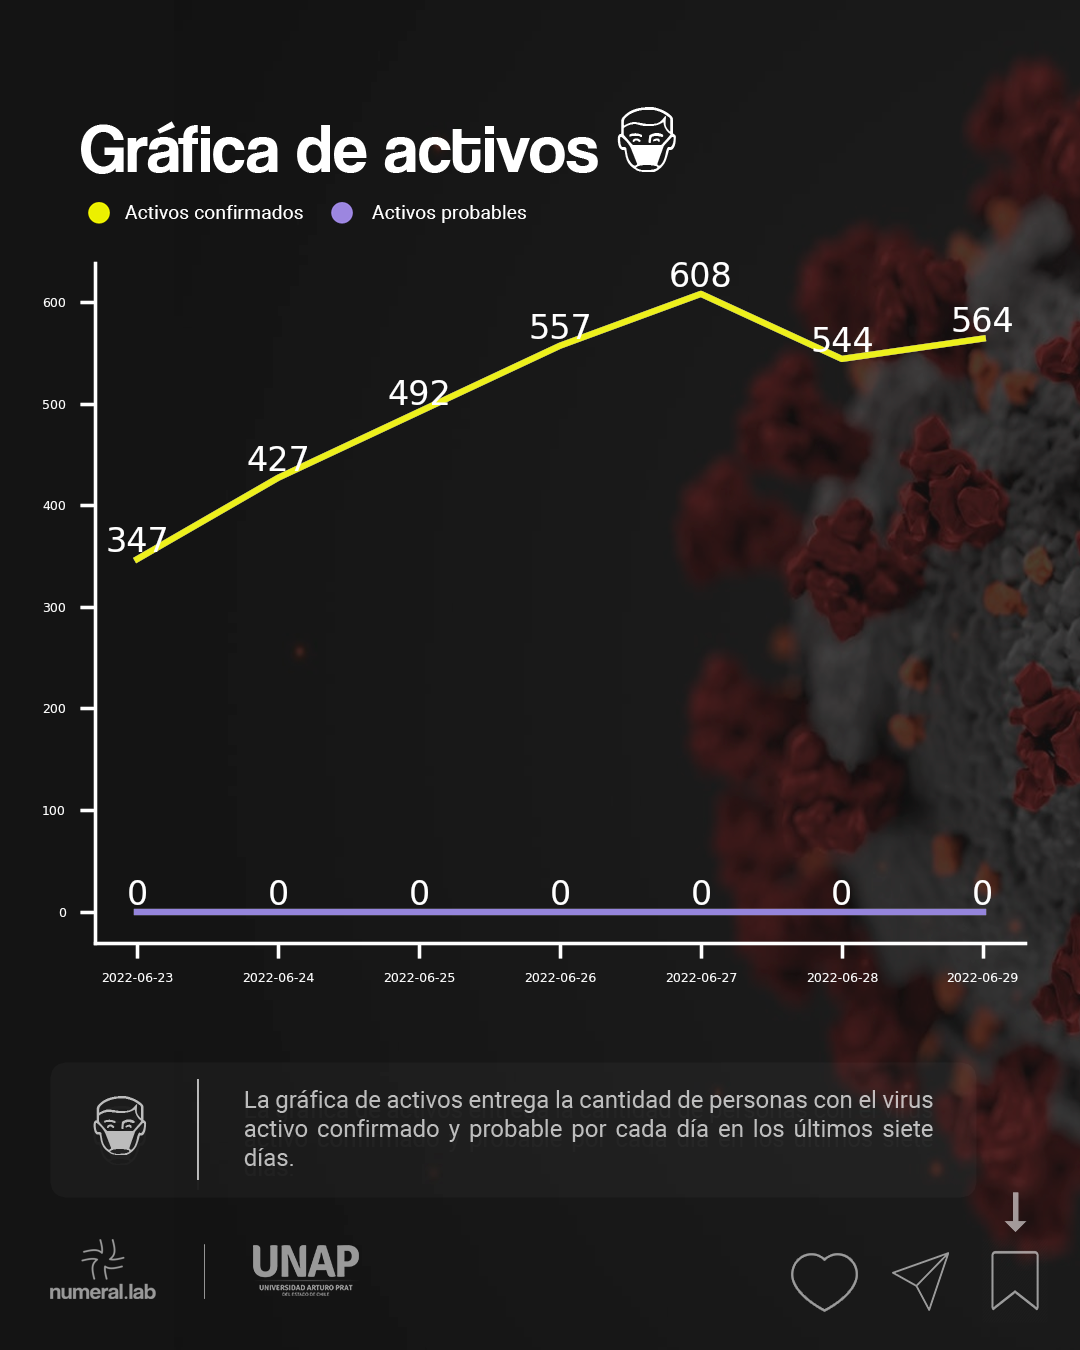 Gráfica de activos
Activos confirmados Activos probables
608
600
564
557
544
500
492
427
400
347
300
200
100
0 0 0 0 0 0 0
0
2022-06-23 2022-06-24 2022-06-25 2022-06-26 2022-06-27 2022-06-28 2022-06-29
La gráfica de activos entrega la cantidad de personas con el virus
activo confirmado y probable por cada día en los últimos siete
días.
numeral.lab
UNAP
UNIVERSIDAD ARTURO PRAT
DEL ESTADO DE CHILE